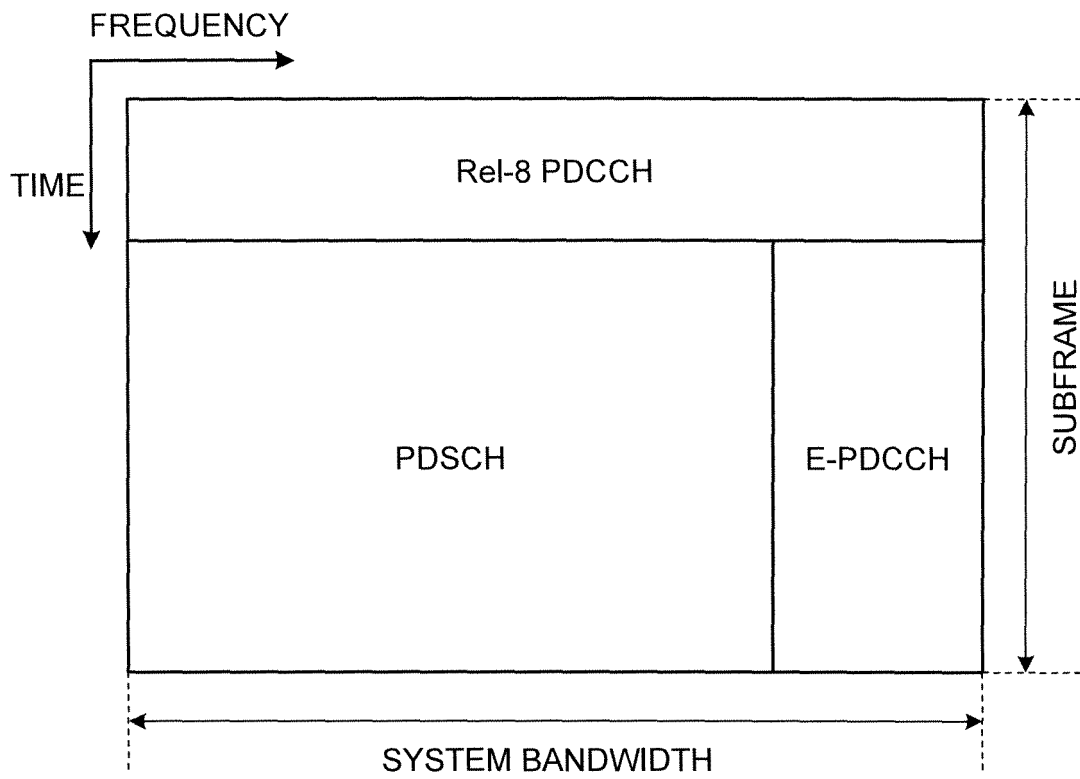 FREQUENCY
TIME
Rel-8 PDCCH
PDSCH
E-PDCCH
SUBFRAME
SYSTEM BANDWIDTH